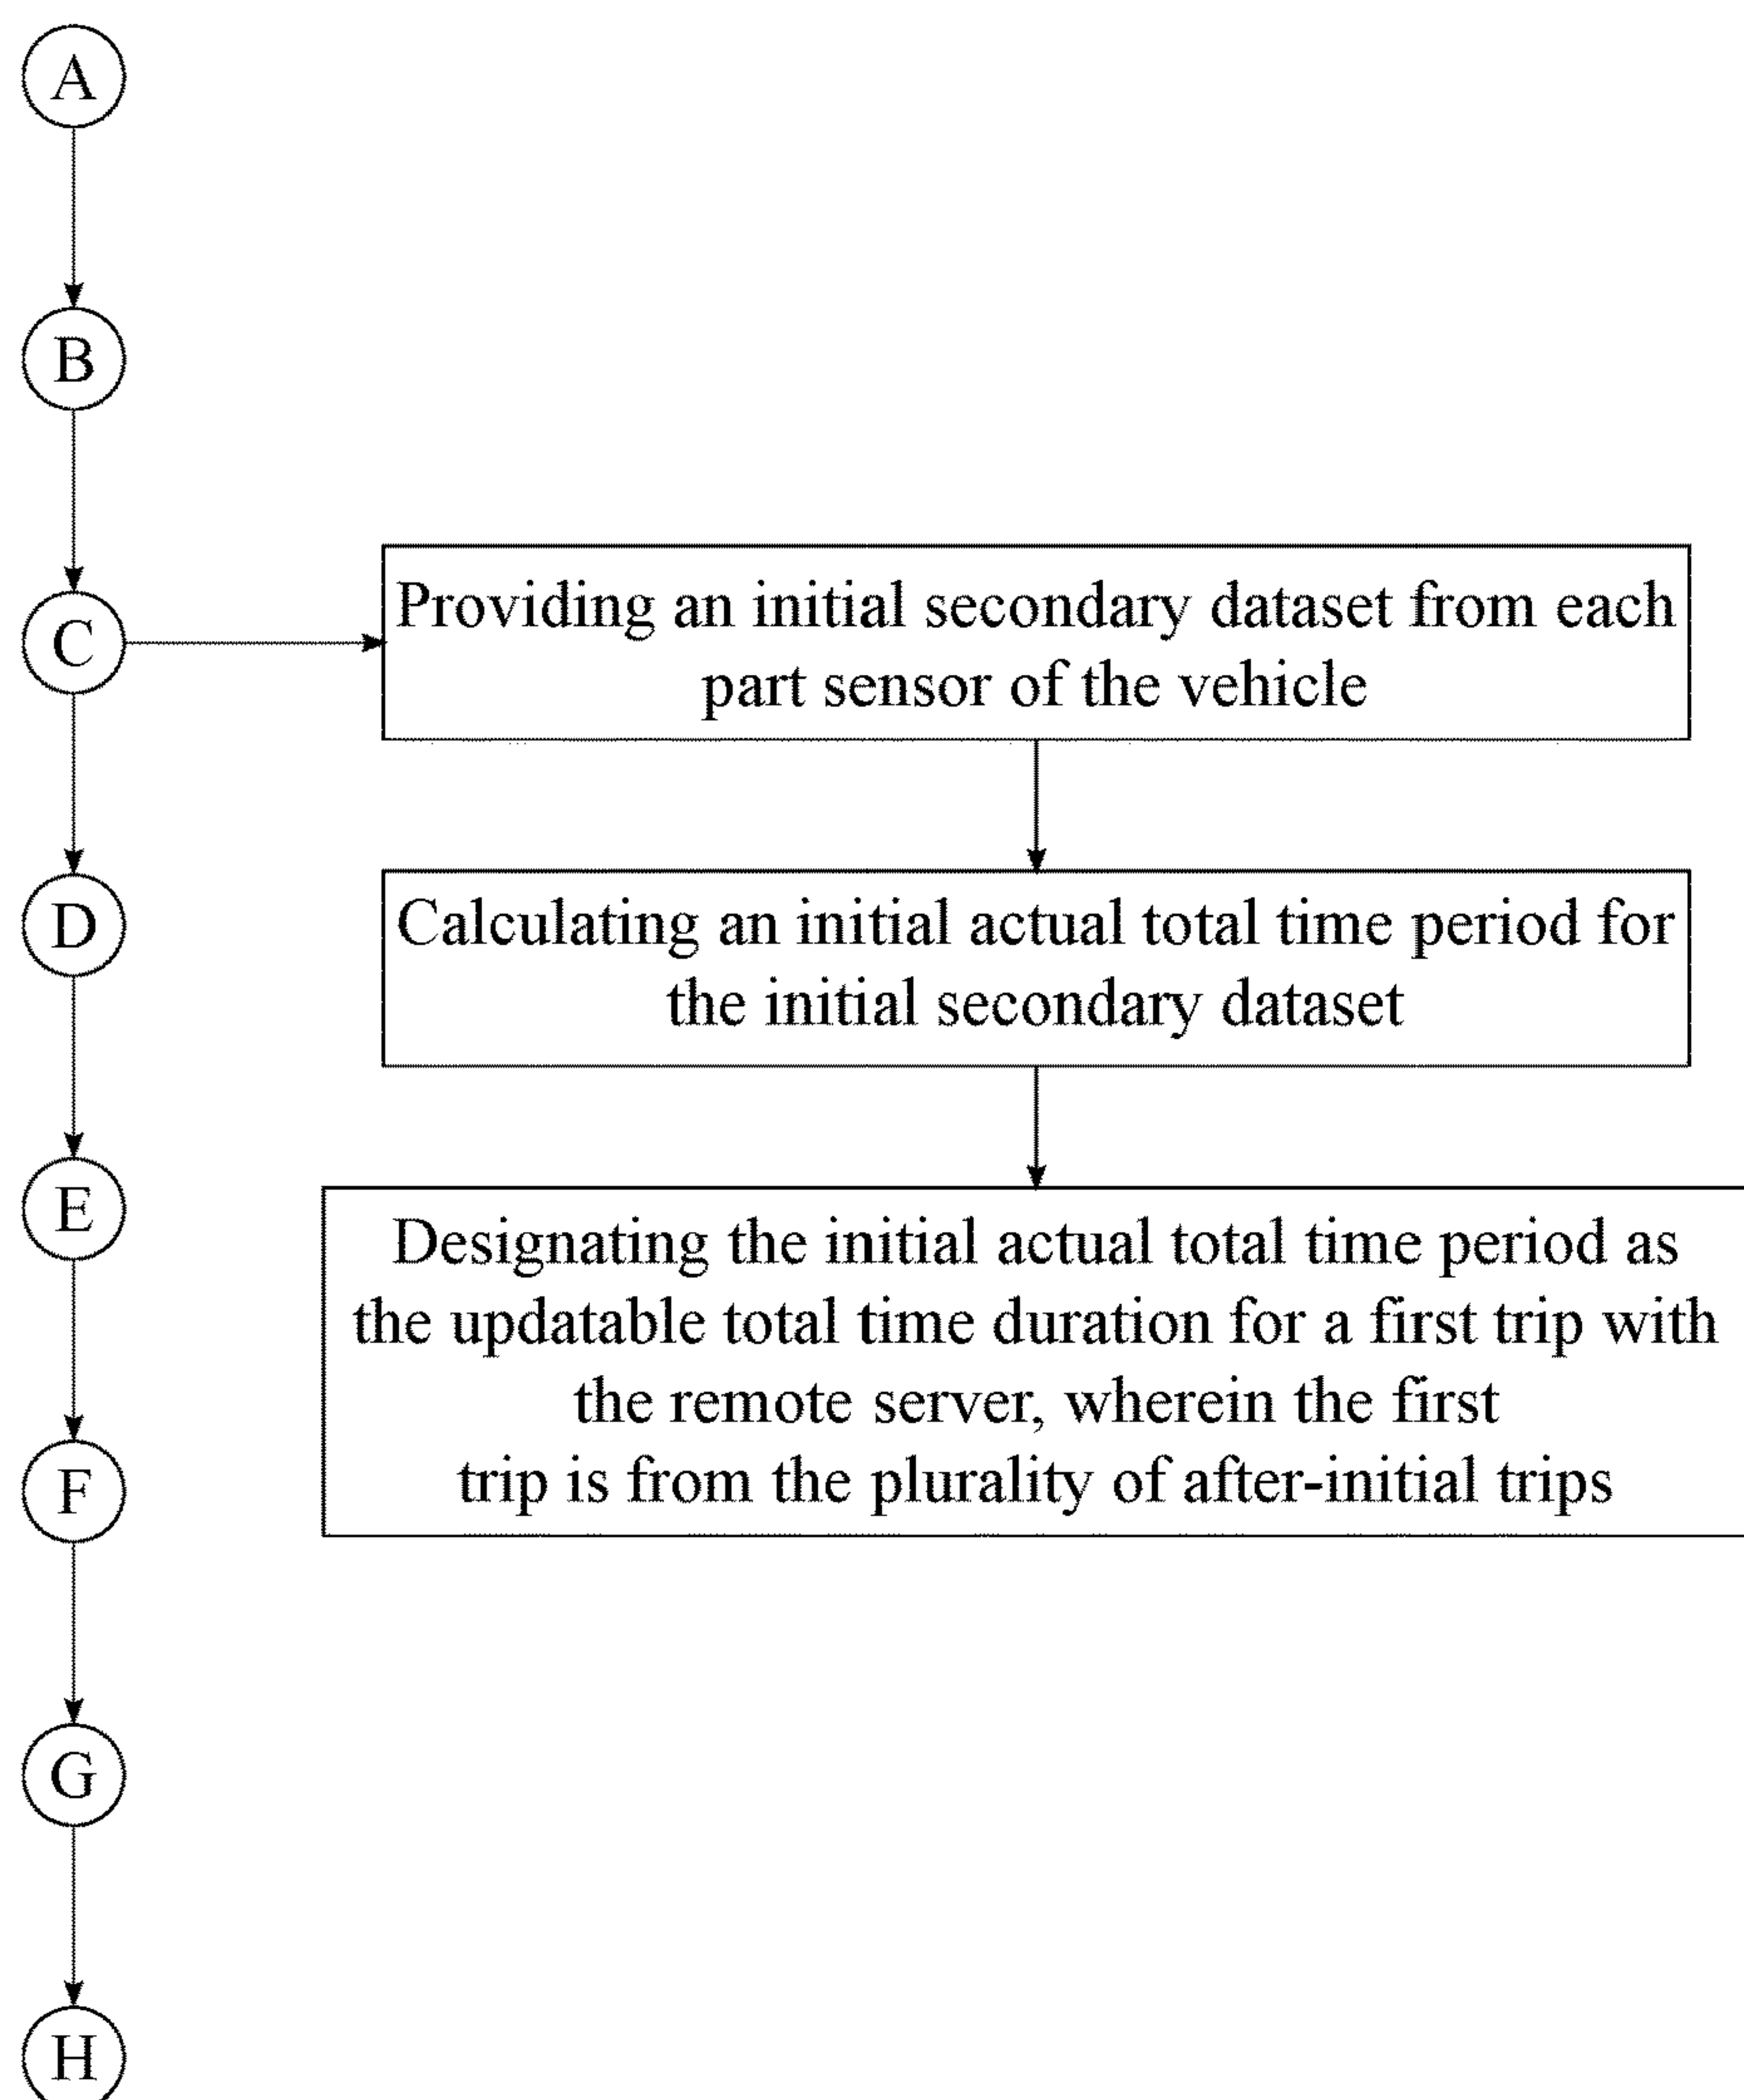 A
B
C
Providing an initial secondary dataset from each
part sensor of the vehicle
D
Calculating an initial actual total time period for
the initial secondary dataset
E
Designating the initial actual total time period as
the updatable total time duration for a first trip with
the remote server, wherein the first
trip is from the plurality of after-initial trips
F
G
H